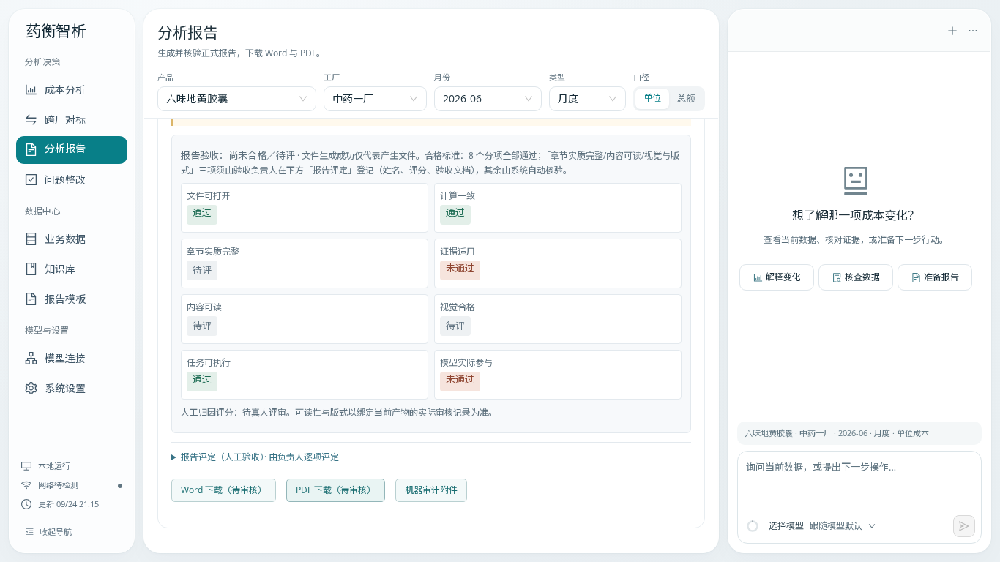 药衡智析
分析决策
成本分析
跨厂对标
分析报告
问题整改
数据中心
业务数据
知识库
报告模板
模型与设置
模型连接
系统设置
本地运行
网络待检测
更新 09/24 21:15
收起导航
分析报告
生成并核验正式报告，下载 Word 与 PDF。
产品
工厂
月份
类型
口径
六味地黄胶囊
中药一厂
2026-06
月度
单位
总额
报告验收：尚未合格／待评 · 文件生成成功仅代表产生文件。合格标准：8 个分项全部通过；「章节实质完整/内容可读/视觉与版
式」三项须由验收负责人在下方「报告评定」登记（姓名、评分、验收文档），其余由系统自动核验。
文件可打开
通过
计算一致
通过
章节实质完整
待评
证据适用
未通过
内容可读
待评
视觉合格
待评
任务可执行
通过
模型实际参与
未通过
人工归因评分：待真人评审。可读性与版式以绑定当前产物的实际审核记录为准。
报告评定（人工验收）· 由负责人逐项评定
Word 下载（待审核）
PDF 下载（待审核）
机器审计附件
想了解哪一项成本变化？
查看当前数据、核对证据，或准备下一步行动。
解释变化
核查数据
准备报告
六味地黄胶囊 · 中药一厂 · 2026-06 · 月度 · 单位成本
询问当前数据，或提出下一步操作...
选择模型 跟随模型默认